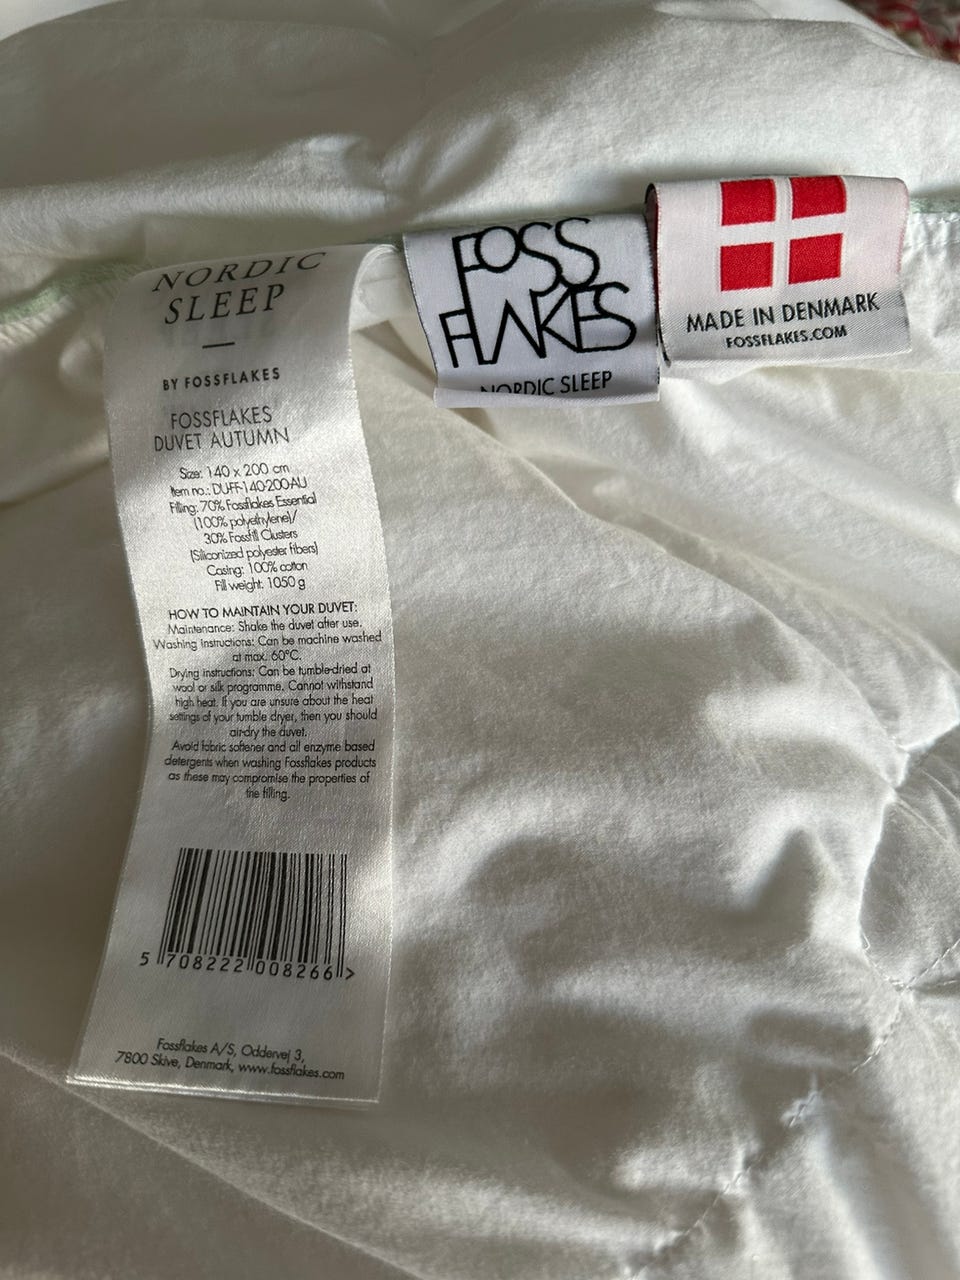 NORDIC
SLEEP
BY FOSSFLAKES
FOSSFLAKES
DUVET AUTUMN
Size: 140 x 200 cm
Item no.: DUFF-140-200-AU
Filling: 70% Fossflakes Essential
(100% polyethylene)/
30% Fossfill Clusters
(Siliconized polyester fibers)
Casing: 100% cotton
Fill weight: 1050 g
HOW TO MAINTAIN YOUR DUVET:
Maintenance: Shake the duvet after use.
Washing instructions: Can be machine washed
at max. 60°C.
Drying instructions: Can be tumble-dried at
wool or silk programme. Cannot withstand
high heat. If you are unsure about the heat
settings of your tumble dryer, then you should
air-dry the duvet.
Avoid fabric softener and all enzyme based
detergents when washing Fossflakes products
as these may compromise the properties of
the filling.
5 708222 008266 >
Fossflakes A/S, Oddervej 3,
7800 Skive, Denmark, www.fossflakes.com
FOSS
FLAKES
NORDIC SLEEP
MADE IN DENMARK
FOSSFLAKES.COM